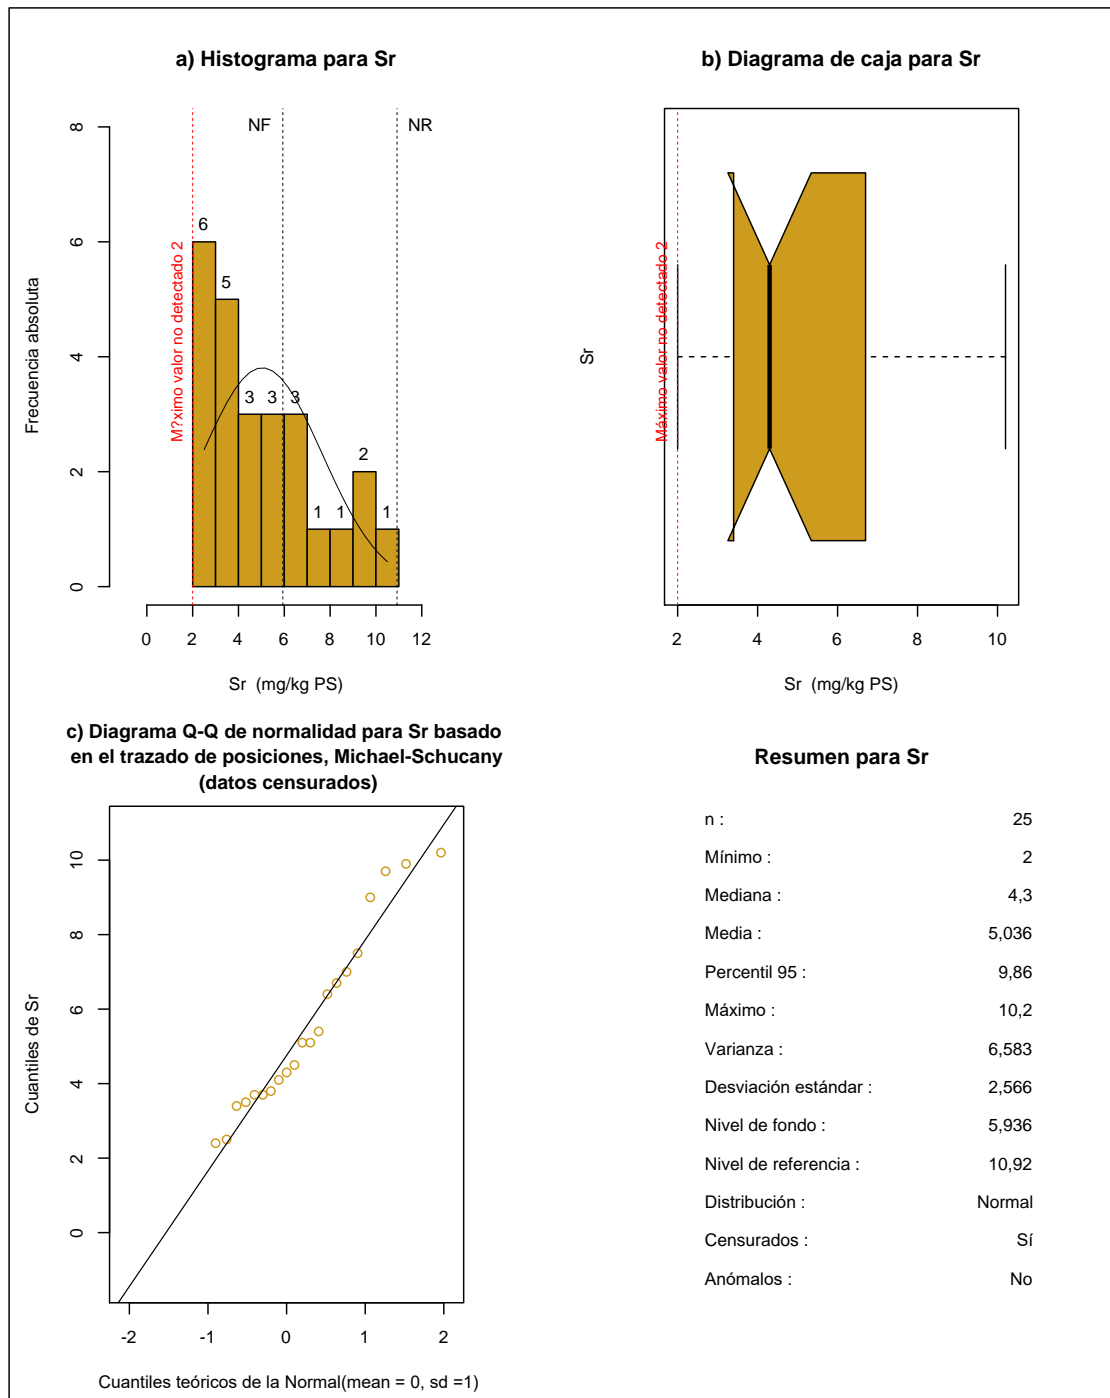 a) Histograma para Sr
NF
NR
8
6
4
2
0
Frecuencia absoluta
M?ximo valor no detectado 2
6
5
3
3
3
1
1
2
1
0
2
4
6
8
10
12
Sr (mg/kg PS)
b) Diagrama de caja para Sr
Sr
Máximo valor no detectado 2
2
4
6
8
10
Sr (mg/kg PS)
c) Diagrama Q-Q de normalidad para Sr basado
en el trazado de posiciones, Michael-Schucany
(datos censurados)
Cuantiles de Sr
10
8
6
4
2
0
-2
-1
0
1
2
Cuantiles teóricos de la Normal(mean = 0, sd =1)
Resumen para Sr
n : 25
Mínimo : 2
Mediana : 4,3
Media : 5,036
Percentil 95 : 9,86
Máximo : 10,2
Varianza : 6,583
Desviación estándar : 2,566
Nivel de fondo : 5,936
Nivel de referencia : 10,92
Distribución : Normal
Censurados : Sí
Anómalos : No